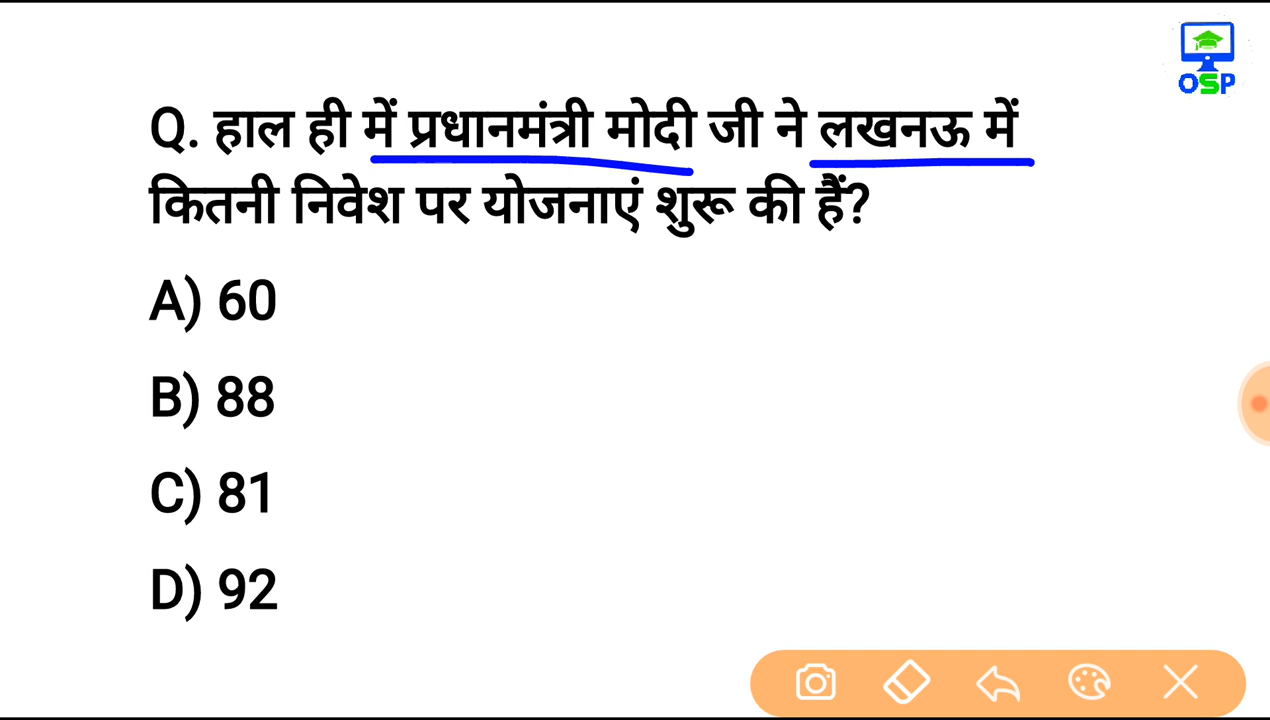 OSP
Q. हाल ही में प्रधानमंत्री मोदी जी ने लखनऊ में
कितनी निवेश पर योजनाएं शुरू की हैं?
A) 60
B) 88
C) 81
D) 92